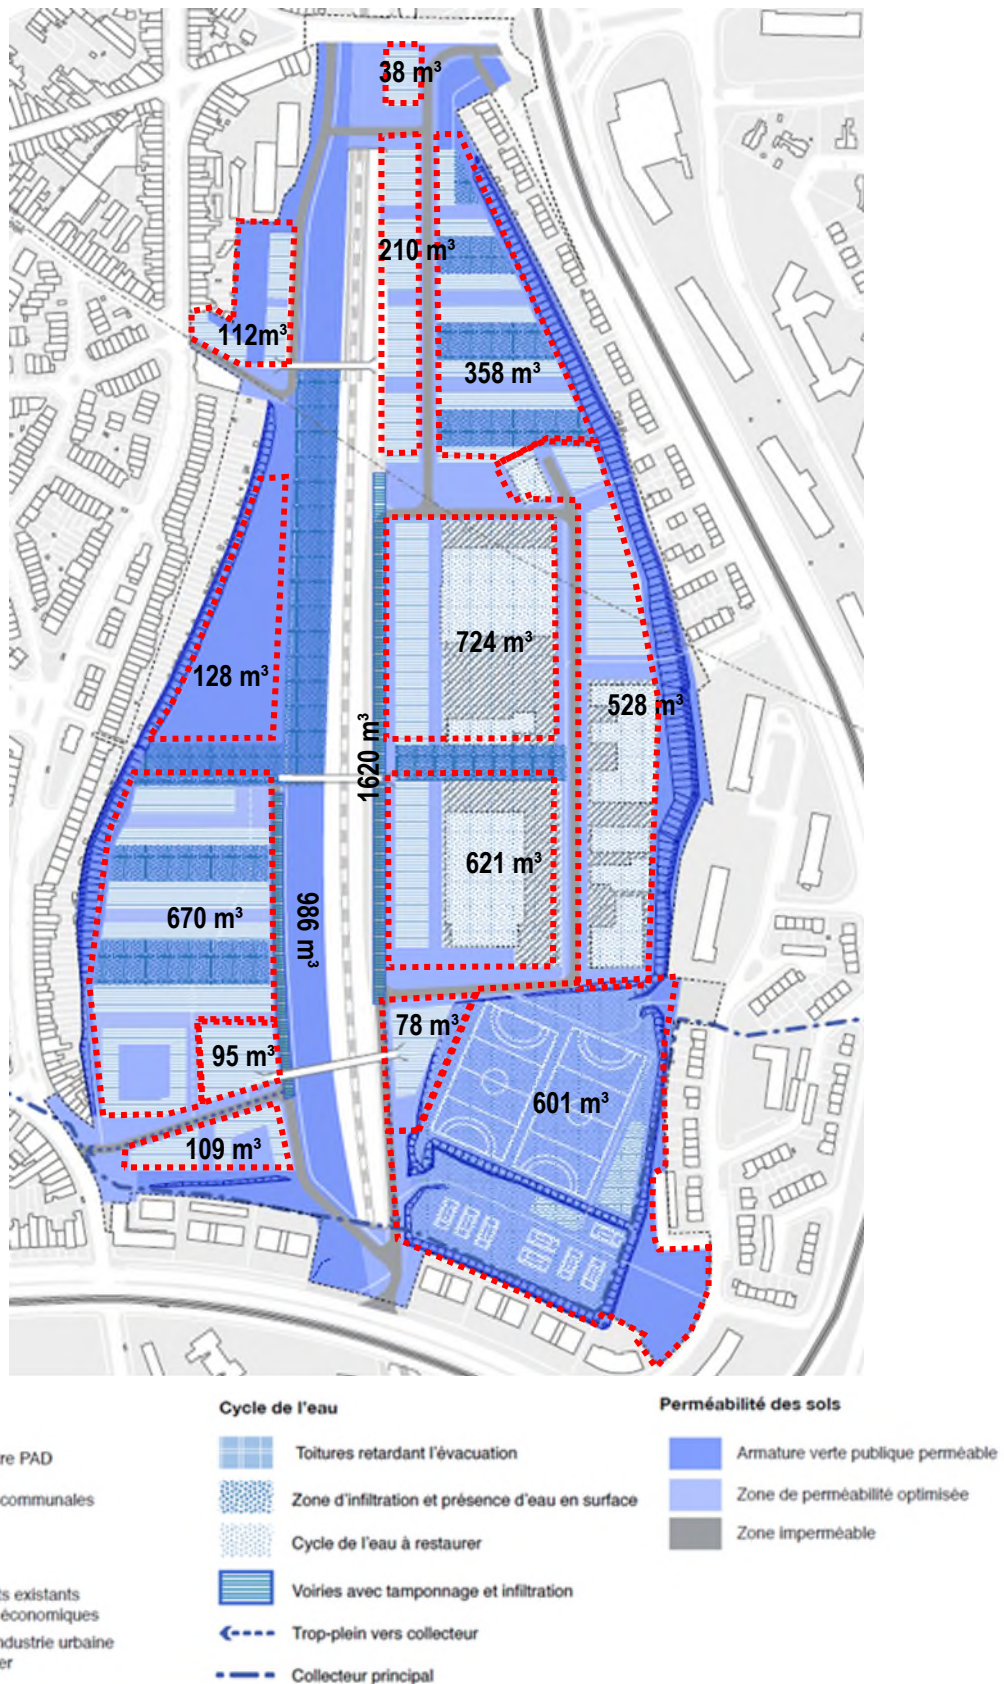 38 m³
210 m³
112m³
358 m³
128 m³
724 m³
528 m³
1620 m³
621 m³
670 m³
986 m³
78 m³
95 m³
601 m³
109 m³
re PAD
communales
ts existants
économiques
ndustrie urbaine
er
Cycle de l'eau
Toitures retardant l'évacuation
Zone d'infiltration et présence d'eau en surface
Cycle de l'eau à restaurer
Voiries avec tamponnage et infiltration
Trop-plein vers collecteur
Collecteur principal
Perméabilité des sols
Armature verte publique perméable
Zone de perméabilité optimisée
Zone imperméable